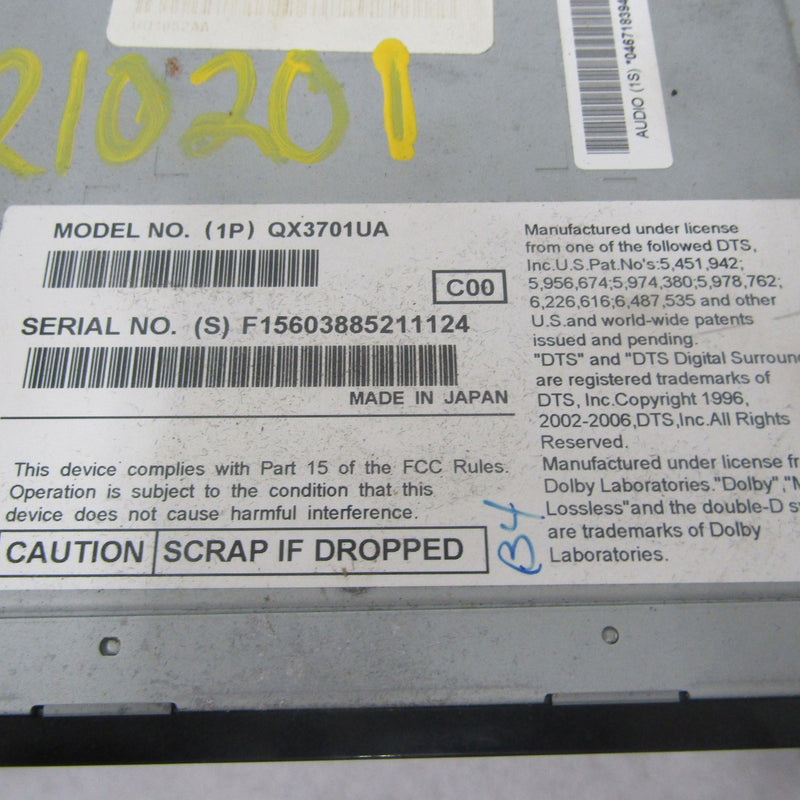 210201
AUDIO (1S) *04671839
MODEL NO. (1P) QX3701UA
C00
SERIAL NO. (S) F15603885211124
MADE IN JAPAN
This device complies with Part 15 of the FCC Rules.
Operation is subject to the condition that this
device does not cause harmful interference.
CAUTION SCRAP IF DROPPED
Manufactured under license
from one of the followed DTS,
Inc.U.S.Pat.No's:5,451,942;
5,956,674;5,974,380;5,978,762;
6,226,616;6,487,535 and other
U.S.and world-wide patents
issued and pending.
"DTS" and "DTS Digital Surroun
are registered trademarks of
DTS, Inc.Copyright 1996,
2002-2006,DTS,Inc.All Rights
Reserved.
Manufactured under license fr
Dolby Laboratories."Dolby","M
Lossless"and the double-D s
are trademarks of Dolby
Laboratories.
B4